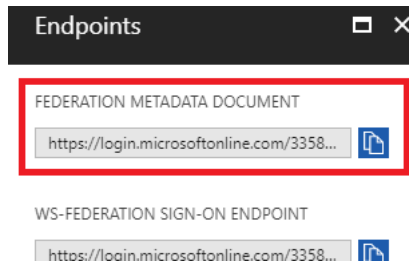 Endpoints
FEDERATION METADATA DOCUMENT
https://login.microsoftonline.com/3358...
WS-FEDERATION SIGN-ON ENDPOINT
https://login.microsoftonline.com/3358...